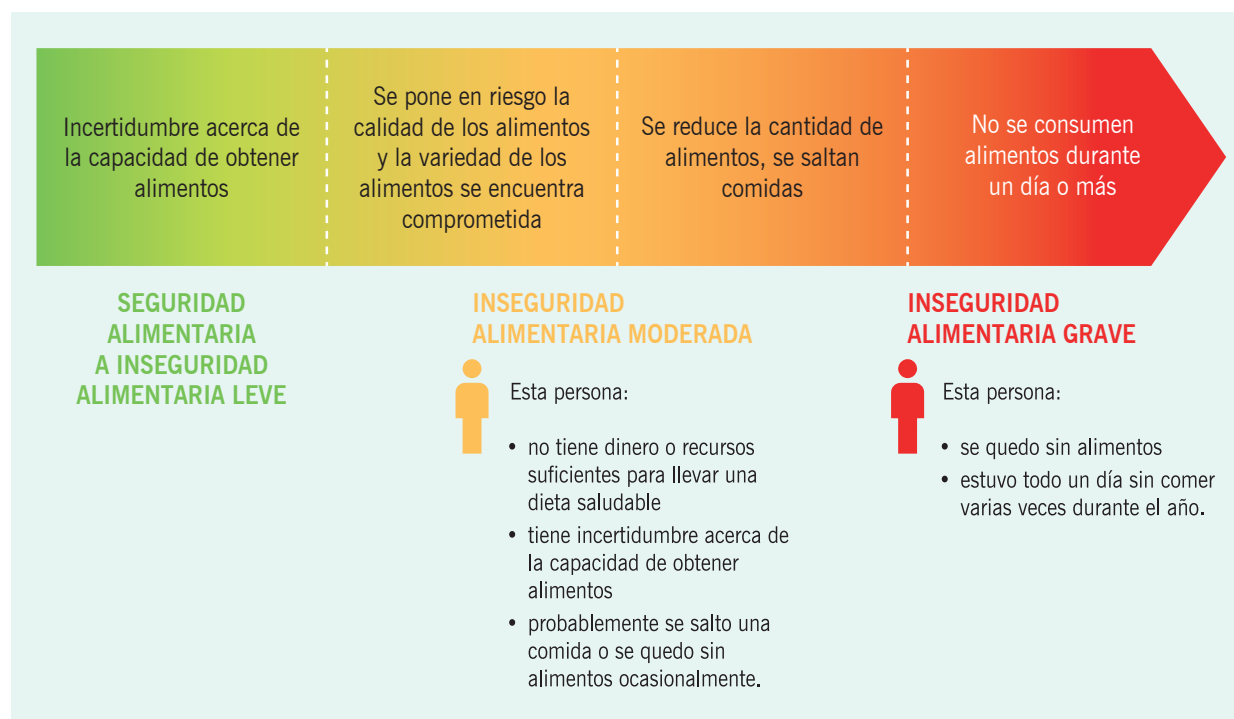 Incertidumbre acerca de
la capacidad de obtener
alimentos
Se pone en riesgo la
calidad de los alimentos
y la variedad de los
alimentos se encuentra
comprometida
Se reduce la cantidad de
alimentos, se saltan
comidas
No se consumen
alimentos durante
un día o más
SEGURIDAD
ALIMENTARIA
A INSEGURIDAD
ALIMENTARIA LEVE
INSEGURIDAD
ALIMENTARIA MODERADA
Esta persona:
• no tiene dinero o recursos
suficientes para llevar una
dieta saludable
• tiene incertidumbre acerca de
la capacidad de obtener
alimentos
• probablemente se salto una
comida o se quedo sin
alimentos ocasionalmente.
INSEGURIDAD
ALIMENTARIA GRAVE
Esta persona:
• se quedo sin alimentos
• estuvo todo un día sin comer
varias veces durante el año.